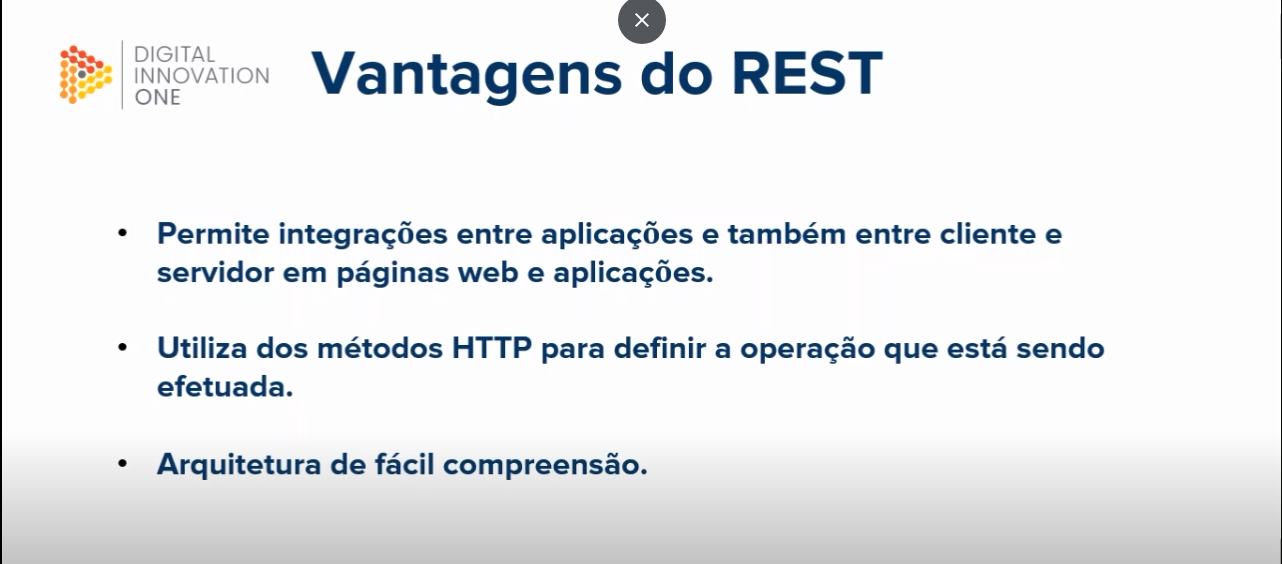 DIGITAL
INNOVATION
ONE
Vantagens do REST
• Permite integrações entre aplicações e também entre cliente e
servidor em páginas web e aplicações.
• Utiliza dos métodos HTTP para definir a operação que está sendo
efetuada.
• Arquitetura de fácil compreensão.